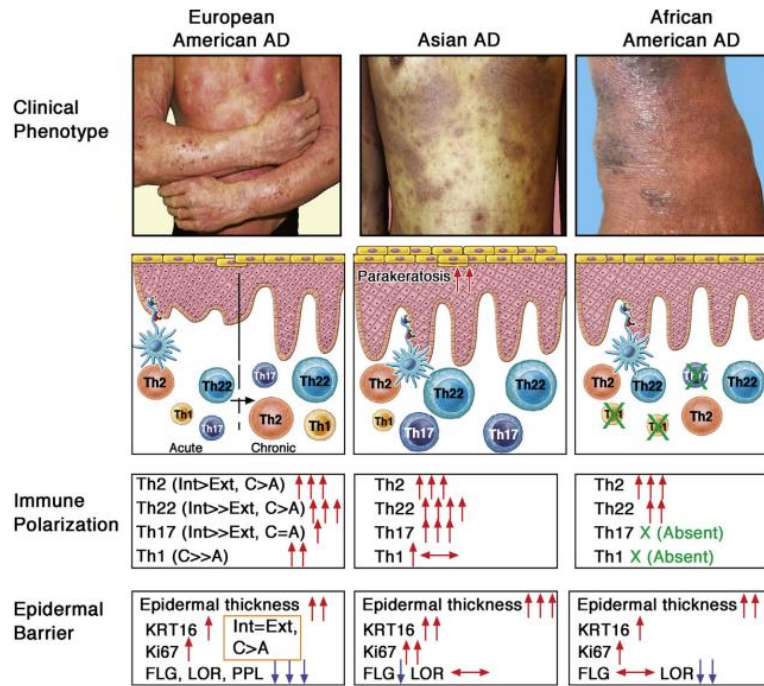 European
American AD
Asian AD
African
American AD
Clinical
Phenotype
Parakeratosis
Th2
Th22
Th1
Th17
Acute
Th17
Th22
Th2
Th1
Chronic
Th2
Th22
Th22
Th1
Th17
Th17
Th2
Th22
Th17
Th1
Th1
Th2
Immune
Polarization
Th2 (Int>Ext, C>A) ↑↑↑
Th22 (Int>>Ext, C>A) ↑↑↑
Th17 (Int>>Ext, C=A) ↑
Th1 (C>>A) ↑↑
Th2 ↑↑↑
Th22 ↑↑↑↑
Th17 ↑↑↑
Th1 ↑ ↔
Th2 ↑↑↑
Th22 ↑↑
Th17 X (Absent)
Th1 X (Absent)
Epidermal
Barrier
Epidermal thickness ↑↑
KRT16 ↑
Ki67 ↑
Int=Ext,
C>A
FLG, LOR, PPL ↓↓↓
Epidermal thickness ↑↑↑
KRT16 ↑↑
Ki67 ↑↑
FLG ↓ LOR ↔
Epidermal thickness ↑↑
KRT16 ↑
Ki67 ↑
FLG ↔ LOR ↓↓